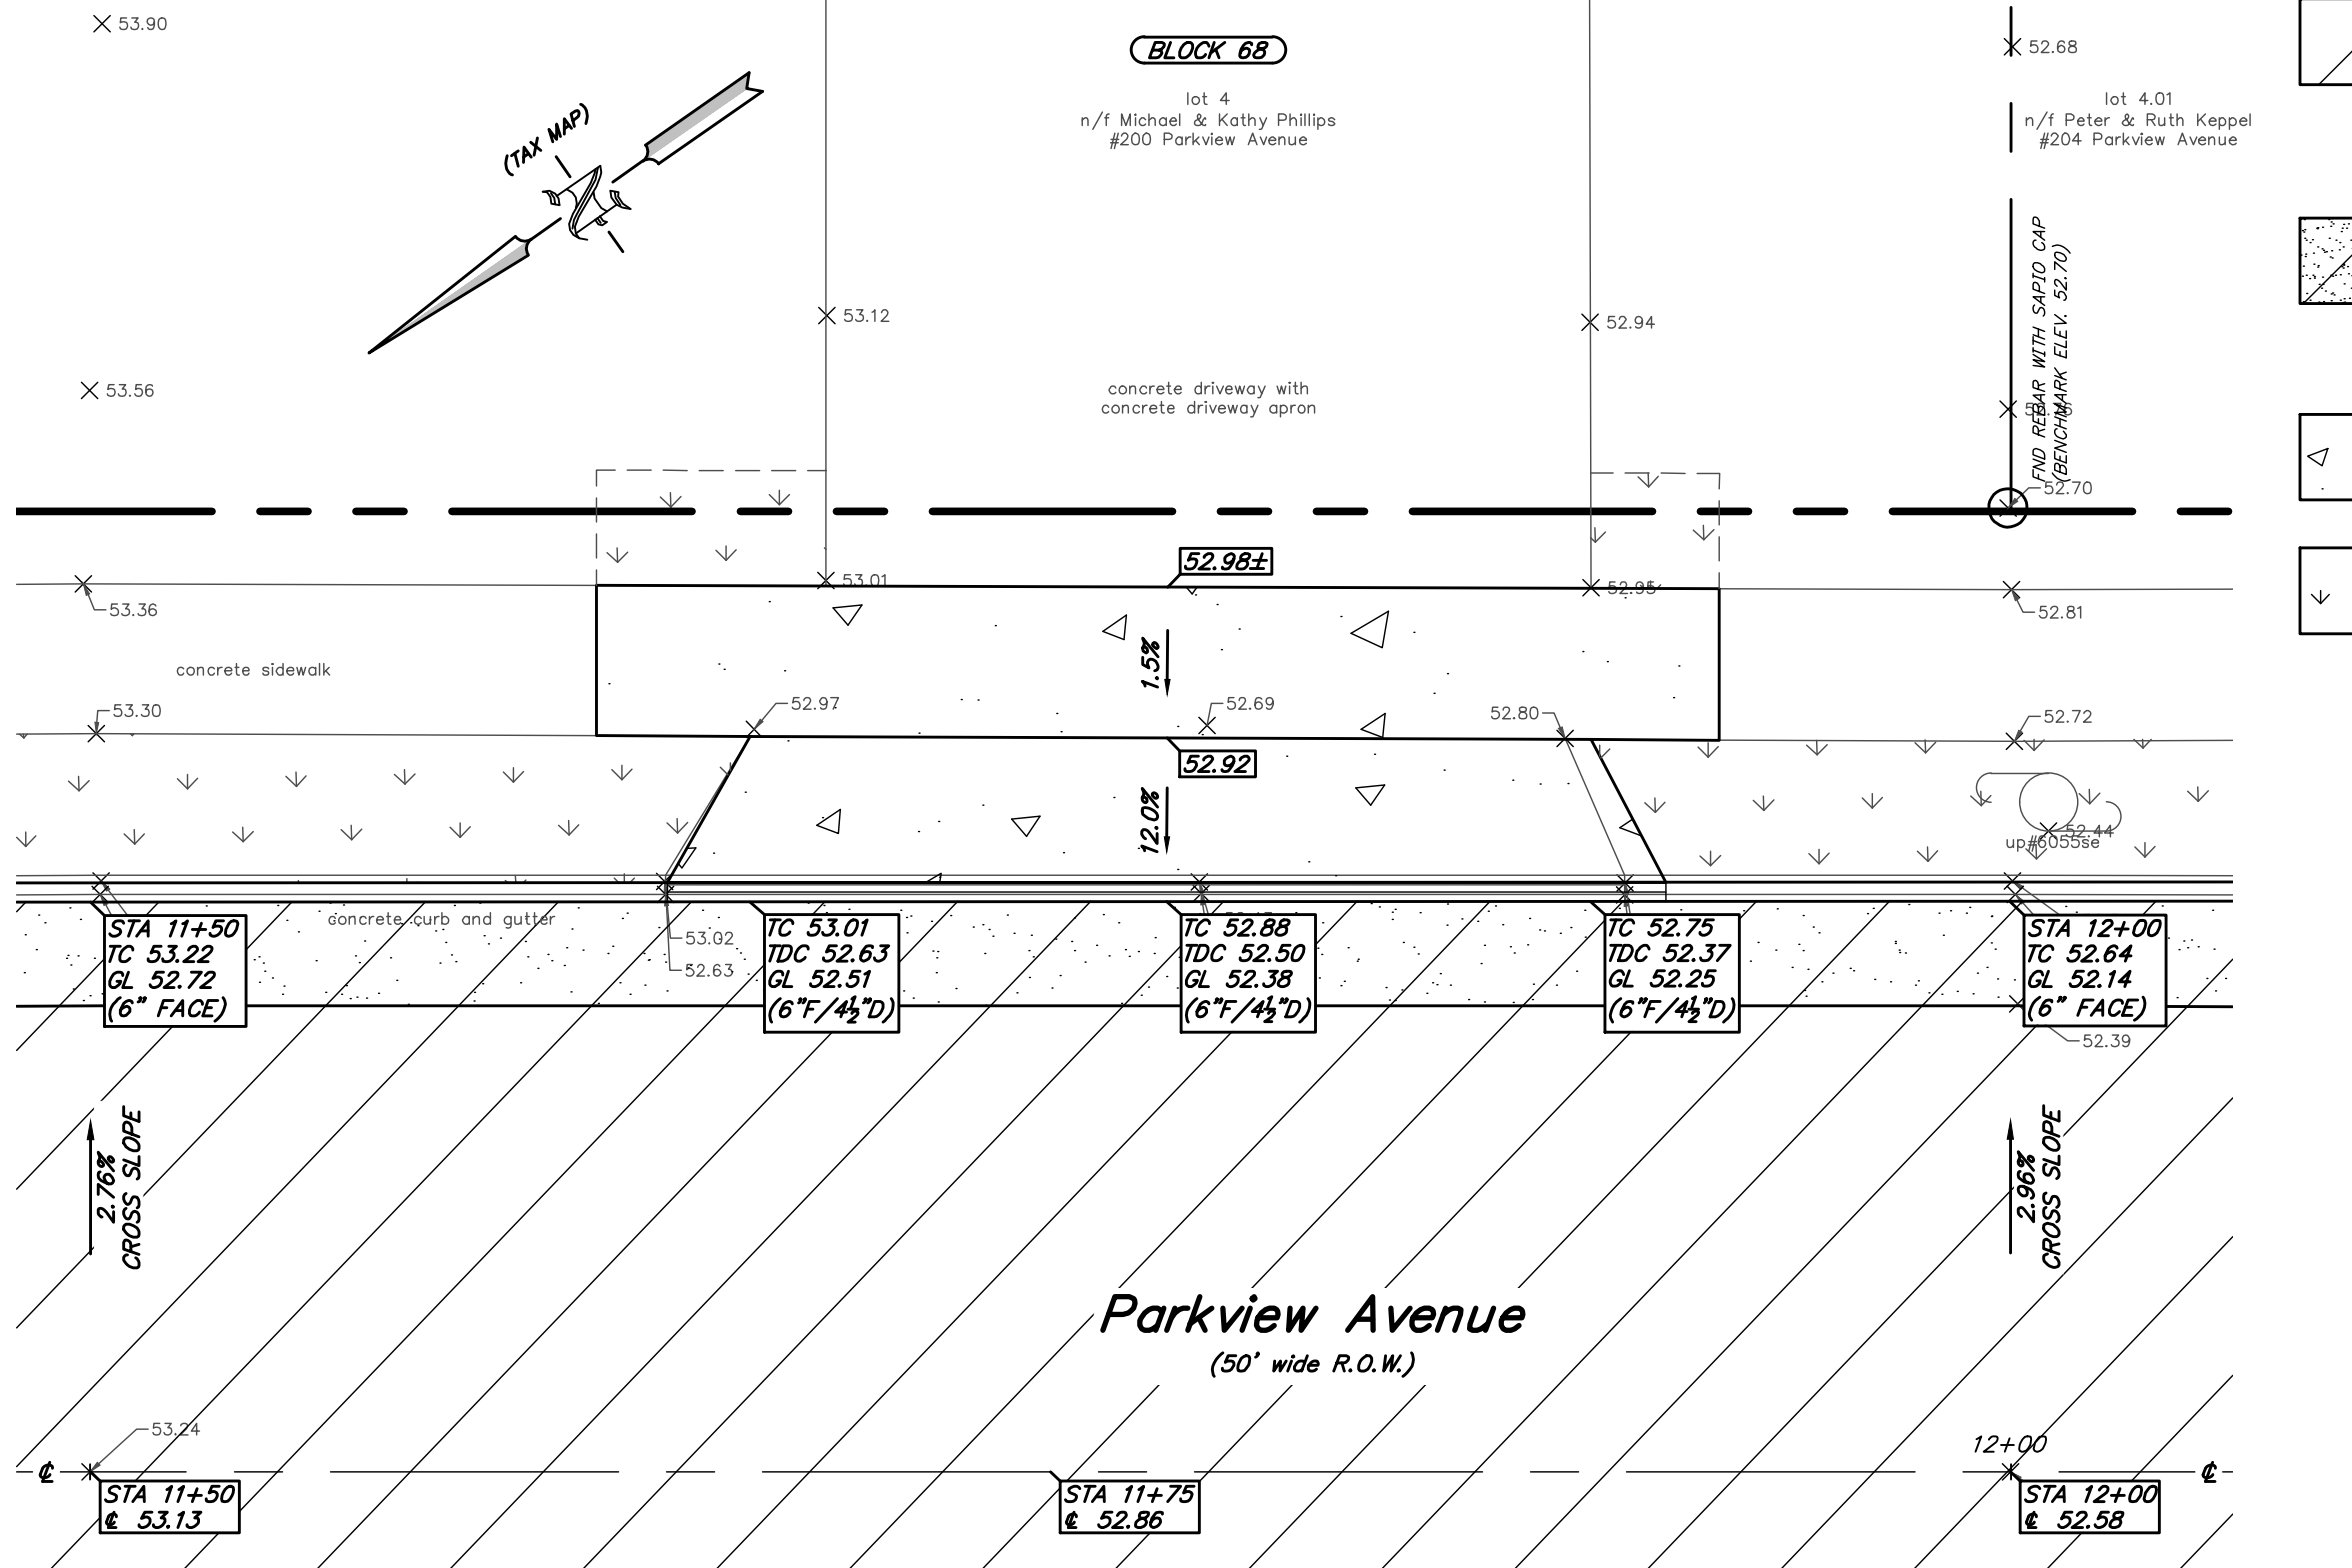 53.90
BLOCK 68
52.68
lot 4
n/f Michael & Kathy Phillips
#200 Parkview Avenue
lot 4.01
n/f Peter & Ruth Keppel
#204 Parkview Avenue
(TAX MAP)
53.12
52.94
53.56
concrete driveway with
concrete driveway apron
FND REBAR WITH SAPIO CAP
(BENCHMARK ELEV. 52.70)
52.70
52.98±
53.01
52.95
53.36
52.81
concrete sidewalk
1.5%
53.30
52.97
52.69
52.80
52.72
52.92
12.0%
52.44
up#6055se
concrete curb and gutter
53.02
52.63
STA 11+50
TC 53.22
GL 52.72
(6" FACE)
TC 53.01
TDC 52.63
GL 52.51
(6"F/4½"D)
TC 52.88
TDC 52.50
GL 52.38
(6"F/4½"D)
TC 52.75
TDC 52.37
GL 52.25
(6"F/4½"D)
STA 12+00
TC 52.64
GL 52.14
(6" FACE)
52.39
2.76%
CROSS SLOPE
2.96%
CROSS SLOPE
Parkview Avenue
(50' wide R.O.W.)
53.24
12+00
℄
℄
STA 11+50
℄ 53.13
STA 11+75
℄ 52.86
STA 12+00
℄ 52.58